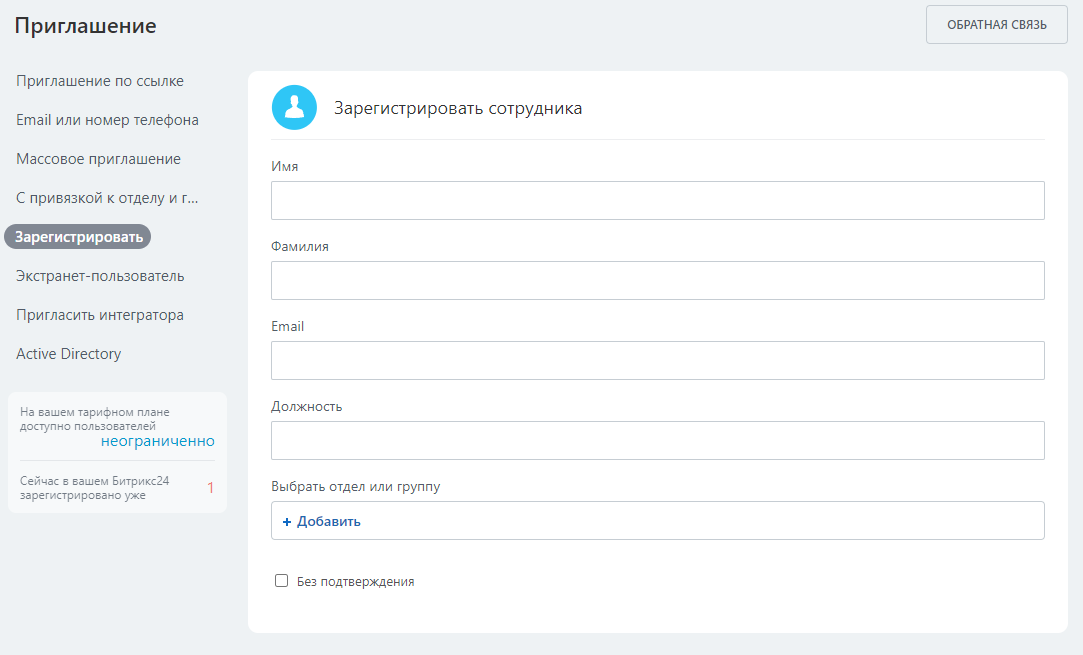 Приглашение
ОБРАТНАЯ СВЯЗЬ
Приглашение по ссылке
Email или номер телефона
Массовое приглашение
С привязкой к отделу и г...
Зарегистрировать
Экстранет-пользователь
Пригласить интегратора
Active Directory
На вашем тарифном плане
доступно пользователей
неограниченно
Сейчас в вашем Битрикс24
зарегистрировано уже
1
Зарегистрировать сотрудника
Имя
Фамилия
Email
Должность
Выбрать отдел или группу
+ Добавить
Без подтверждения